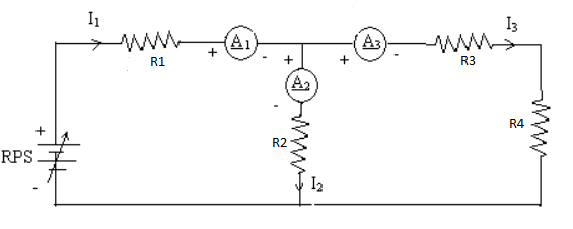 I1
I3
A1
A3
R1
+ -
+
+ -
R3
A2
-
R4
R2
+
RPS
-
I2